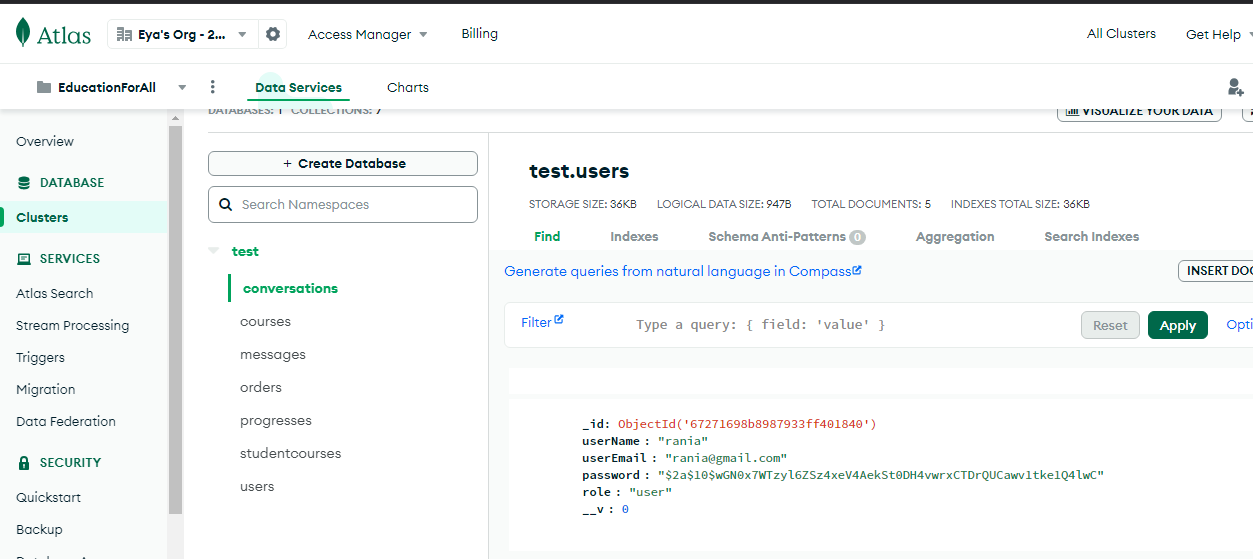 Atlas
Eya's Org - 2...
Access Manager
Billing
All Clusters
Get Help
EducationForAll
Data Services
Charts
Overview
DATABASE
Clusters
SERVICES
Atlas Search
Stream Processing
Triggers
Migration
Data Federation
SECURITY
Quickstart
Backup
DATABASES: 1 COLLECTIONS: 7
+ Create Database
Search Namespaces
test
conversations
courses
messages
orders
progresses
studentcourses
users
VISUALIZE YOUR DATA
test.users
STORAGE SIZE: 36KB LOGICAL DATA SIZE: 947B TOTAL DOCUMENTS: 5 INDEXES TOTAL SIZE: 36KB
Find Indexes Schema Anti-Patterns 0 Aggregation Search Indexes
Generate queries from natural language in Compass
INSERT DOC
Filter
Type a query: { field: 'value' }
Reset
Apply
Opti
_id: ObjectId('67271698b8987933ff401840')
userName : "rania"
userEmail : "rania@gmail.com"
password : "$2a$10$wGN0x7WTzyl6ZSz4xeV4AekSt0DH4vwrxCTDrQUCawv1tke1Q4lwC"
role : "user"
__v : 0